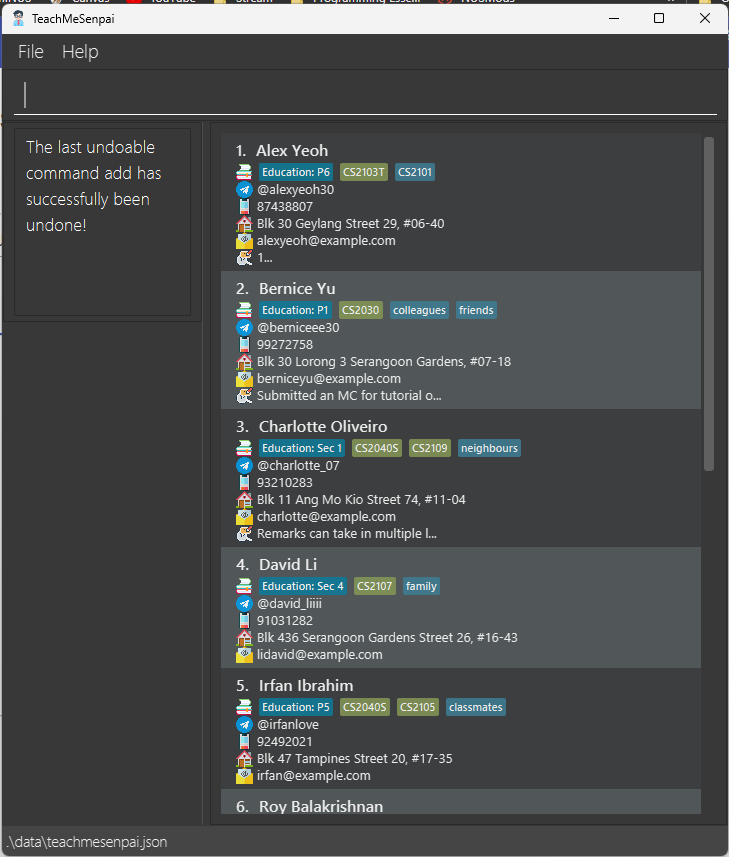 TeachMeSenpai
File Help
The last undoable
command add has
successfully been
undone!
1. Alex Yeoh
Education: P6 CS2103T CS2101
@alexyeoh30
87438807
Blk 30 Geylang Street 29, #06-40
alexyeoh@example.com
1...
2. Bernice Yu
Education: P1 CS2030 colleagues friends
@berniceee30
99272758
Blk 30 Lorong 3 Serangoon Gardens, #07-18
berniceyu@example.com
Submitted an MC for tutorial o...
3. Charlotte Oliveiro
Education: Sec 1 CS2040S CS2109 neighbours
@charlotte_07
93210283
Blk 11 Ang Mo Kio Street 74, #11-04
charlotte@example.com
Remarks can take in multiple l...
4. David Li
Education: Sec 4 CS2107 family
@david_liiii
91031282
Blk 436 Serangoon Gardens Street 26, #16-43
lidavid@example.com
5. Irfan Ibrahim
Education: P5 CS2040S CS2105 classmates
@irfanlove
92492021
Blk 47 Tampines Street 20, #17-35
irfan@example.com
6. Roy Balakrishnan
.\data\teachmesenpai.json